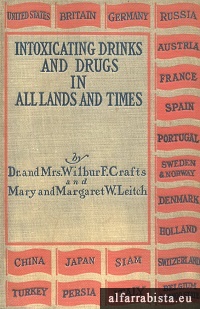 UNITED STATES
BRITAIN
GERMANY
RUSSIA
INTOXICATING DRINKS
AND DRUGS
IN
ALL LANDS AND TIMES
by
Dr. and Mrs. Wilbur F. Crafts
and
Mary and Margaret W. Leitch
AUSTRIA
FRANCE
SPAIN
PORTUGAL
SWEDEN
& NORWAY
DENMARK
HOLLAND
CHINA
JAPAN
SIAM
SWITZERLAND
TURKEY
PERSIA
BELGIUM
alfarrabista.eu